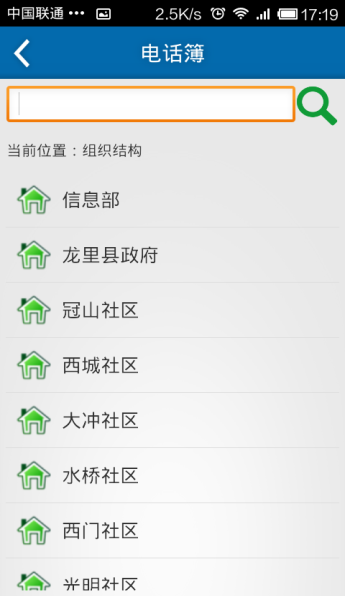 中国联通 ••• 2.5K/s 17:19
电话簿
当前位置：组织结构
信息部
龙里县政府
冠山社区
西城社区
大冲社区
水桥社区
西门社区
光明社区